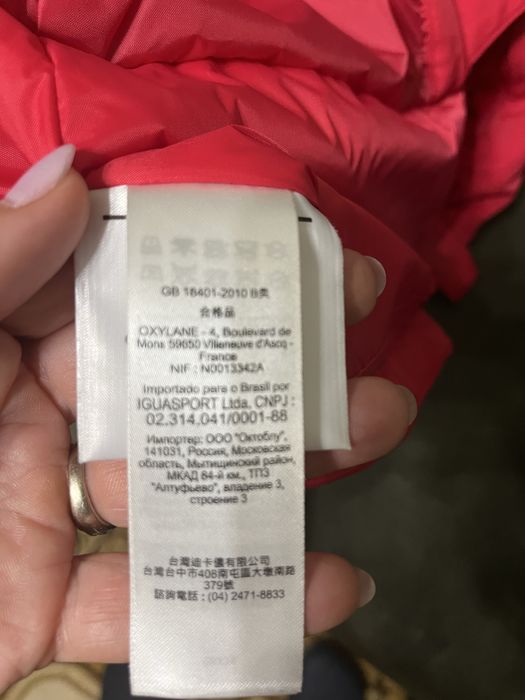 GB 18401-2010 B类
合格品
OXYLANE - 4, Boulevard de
Mons 59650 Villeneuve d'Ascq -
France
NIF : N0013342A
Importado para o Brasil por
IGUASPORT Ltda, CNPJ :
02.314.041/0001-88
Импортер: ООО "Октоблу",
141031, Россия, Московская
область, Мытищинский район,
МКАД 84-й км., ТПЗ
"Алтуфьево", владение 3,
строение 3
台灣迪卡儂有限公司
台灣台中市408南屯區大墩南路
379號
諮詢電話 : (04) 2471-8833